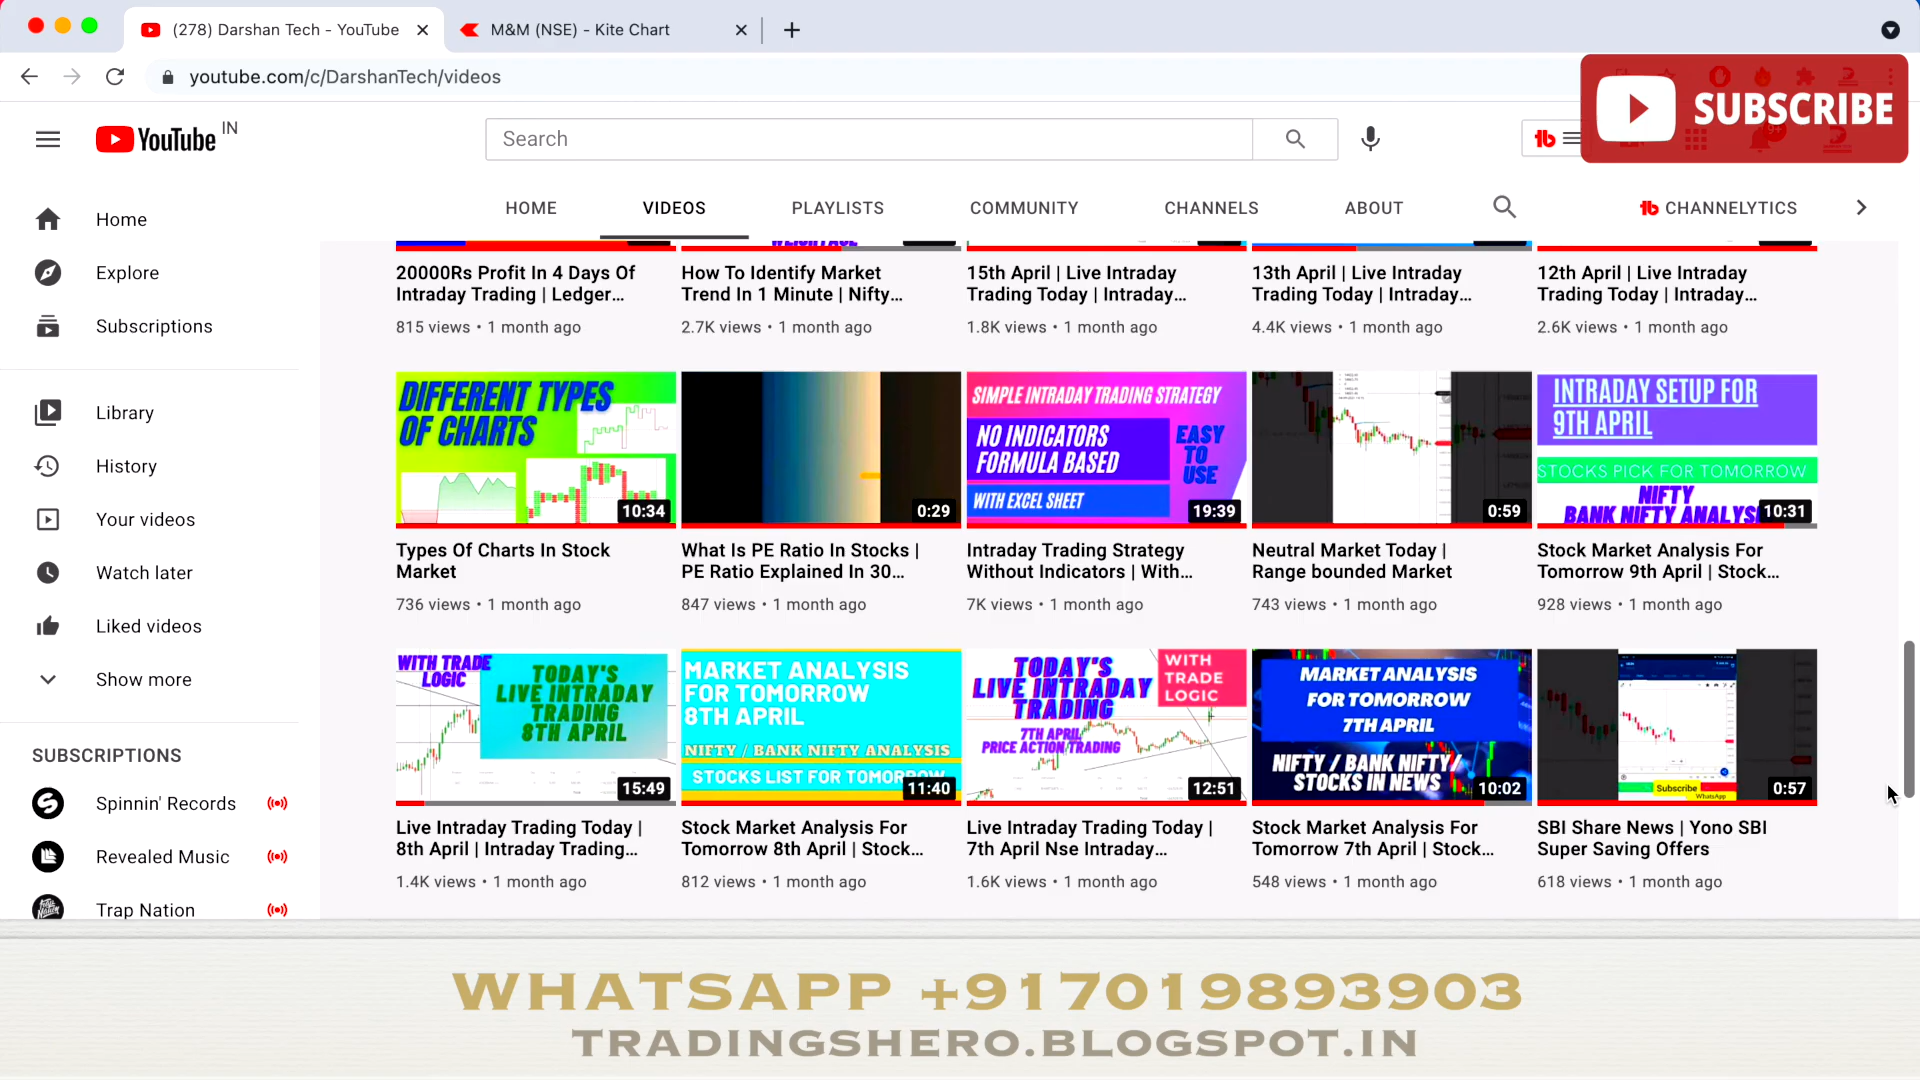 (278) Darshan Tech - YouTube
M&M (NSE) - Kite Chart
youtube.com/c/DarshanTech/videos
SUBSCRIBE
YouTube IN
Search
HOME
VIDEOS
PLAYLISTS
COMMUNITY
CHANNELS
ABOUT
CHANNELYTICS
Home
Explore
Subscriptions
Library
History
Your videos
Watch later
Liked videos
Show more
SUBSCRIPTIONS
Spinnin' Records
Revealed Music
Trap Nation
20000Rs Profit In 4 Days Of
Intraday Trading | Ledger...
815 views • 1 month ago
How To Identify Market
Trend In 1 Minute | Nifty...
2.7K views • 1 month ago
15th April | Live Intraday
Trading Today | Intraday...
1.8K views • 1 month ago
13th April | Live Intraday
Trading Today | Intraday...
4.4K views • 1 month ago
12th April | Live Intraday
Trading Today | Intraday...
2.6K views • 1 month ago
DIFFERENT TYPES
OF CHARTS
10:34
Types Of Charts In Stock
Market
736 views • 1 month ago
0:29
What Is PE Ratio In Stocks |
PE Ratio Explained In 30...
847 views • 1 month ago
SIMPLE INTRADAY TRADING STRATEGY
NO INDICATORS
FORMULA BASED
EASY
TO
USE
WITH EXCEL SHEET
19:39
Intraday Trading Strategy
Without Indicators | With...
7K views • 1 month ago
0:59
Neutral Market Today |
Range bounded Market
743 views • 1 month ago
INTRADAY SETUP FOR
9TH APRIL
STOCKS PICK FOR TOMORROW
NIFTY
BANK NIFTY ANALYS
10:31
Stock Market Analysis For
Tomorrow 9th April | Stock...
928 views • 1 month ago
WITH TRADE
LOGIC
TODAY'S
LIVE INTRADAY
TRADING
8TH APRIL
15:49
Live Intraday Trading Today |
8th April | Intraday Trading...
1.4K views • 1 month ago
MARKET ANALYSIS
FOR TOMORROW
8TH APRIL
NIFTY / BANK NIFTY ANALYSIS
STOCKS LIST FOR TOMORROW
11:40
Stock Market Analysis For
Tomorrow 8th April | Stock...
812 views • 1 month ago
TODAY'S
LIVE INTRADAY
TRADING
7TH APRIL
PRICE ACTION TRADING
WITH
TRADE
LOGIC
12:51
Live Intraday Trading Today |
7th April Nse Intraday...
1.6K views • 1 month ago
MARKET ANALYSIS
FOR TOMORROW
7TH APRIL
NIFTY / BANK NIFTY/
STOCKS IN NEWS
10:02
Stock Market Analysis For
Tomorrow 7th April | Stock...
548 views • 1 month ago
Subscribe
WhatsApp
0:57
SBI Share News | Yono SBI
Super Saving Offers
618 views • 1 month ago
WHATSAPP +917019893903
TRADINGSHERO.BLOGSPOT.IN